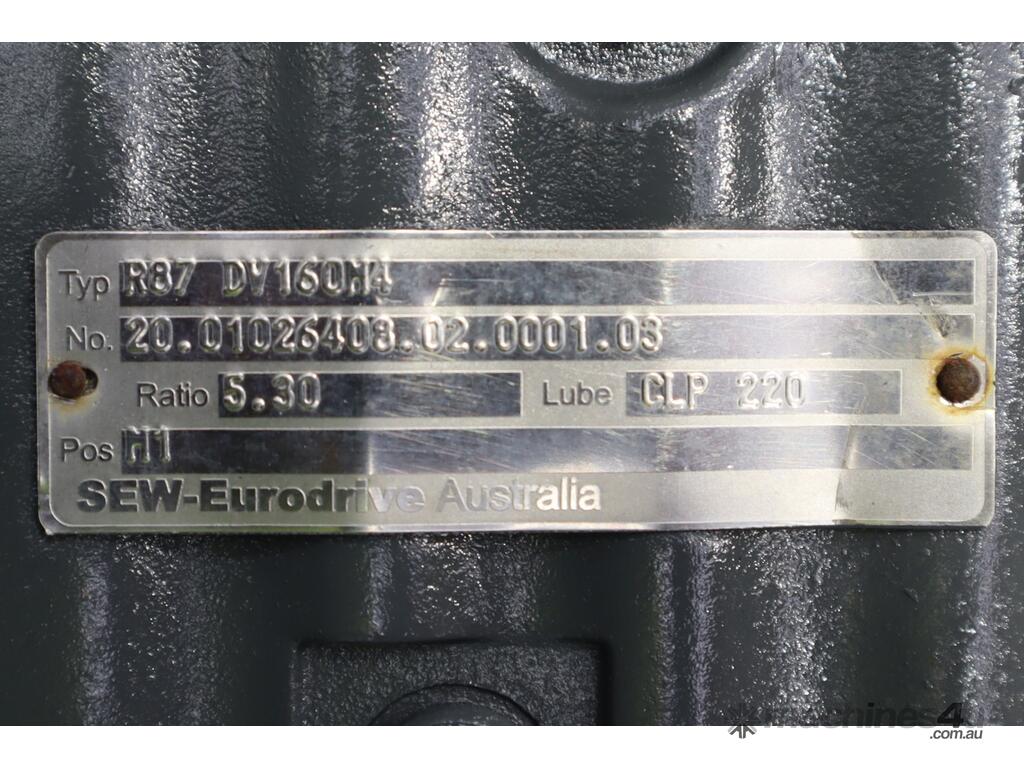 Typ R87 DV160M4
No. 20.01026408.02.0001.03
Ratio 5.30 Lube CLP 220
Pos M1
SEW-Eurodrive Australia
machines4u
.com.au